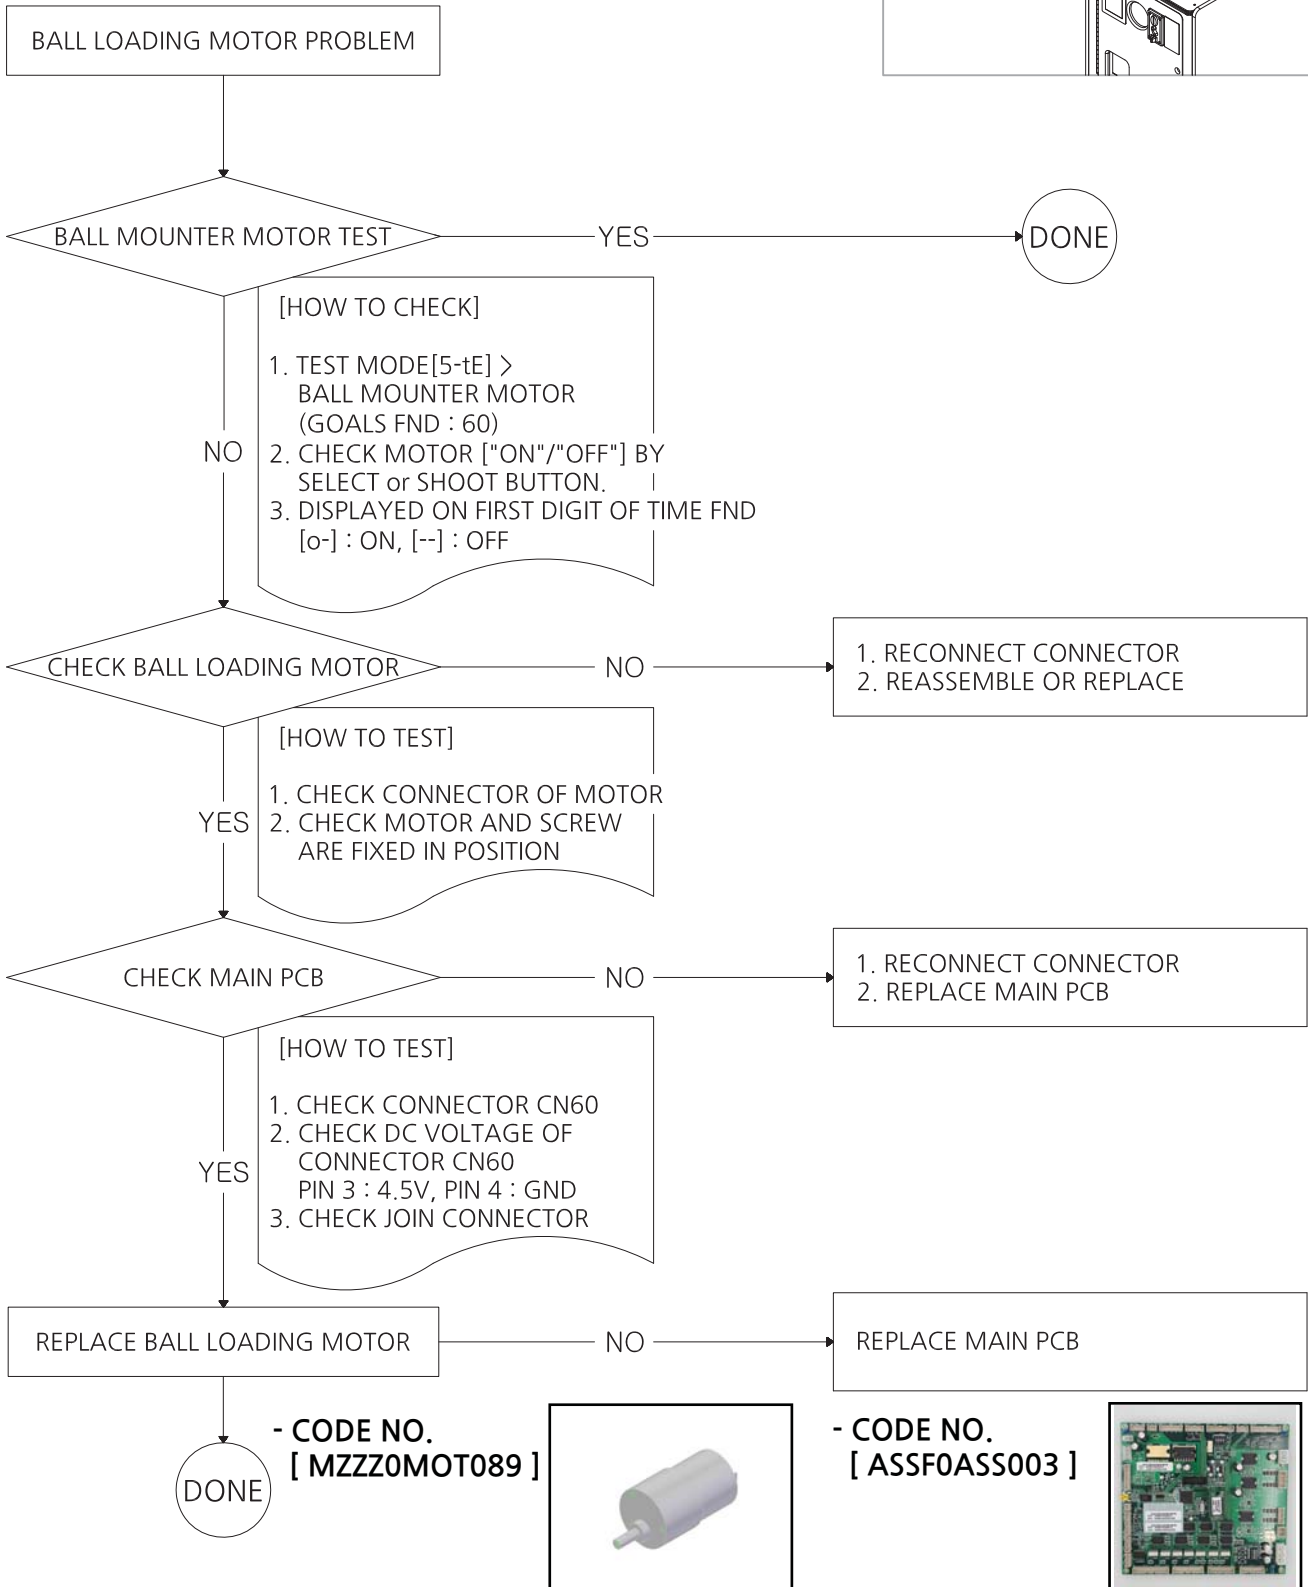 BALL LOADING MOTOR PROBLEM
BALL MOUNTER MOTOR TEST
YES
DONE
[HOW TO CHECK]
1. TEST MODE[5-tE] >
BALL MOUNTER MOTOR
(GOALS FND : 60)
2. CHECK MOTOR ["ON"/"OFF"] BY
SELECT or SHOOT BUTTON.
3. DISPLAYED ON FIRST DIGIT OF TIME FND
[o-] : ON, [--] : OFF
NO
CHECK BALL LOADING MOTOR
NO
1. RECONNECT CONNECTOR
2. REASSEMBLE OR REPLACE
[HOW TO TEST]
1. CHECK CONNECTOR OF MOTOR
2. CHECK MOTOR AND SCREW
ARE FIXED IN POSITION
YES
CHECK MAIN PCB
NO
1. RECONNECT CONNECTOR
2. REPLACE MAIN PCB
[HOW TO TEST]
1. CHECK CONNECTOR CN60
2. CHECK DC VOLTAGE OF
CONNECTOR CN60
PIN 3 : 4.5V, PIN 4 : GND
3. CHECK JOIN CONNECTOR
YES
REPLACE BALL LOADING MOTOR
NO
REPLACE MAIN PCB
DONE
- CODE NO.
[ MZZZ0MOT089 ]
- CODE NO.
[ ASSF0ASS003 ]